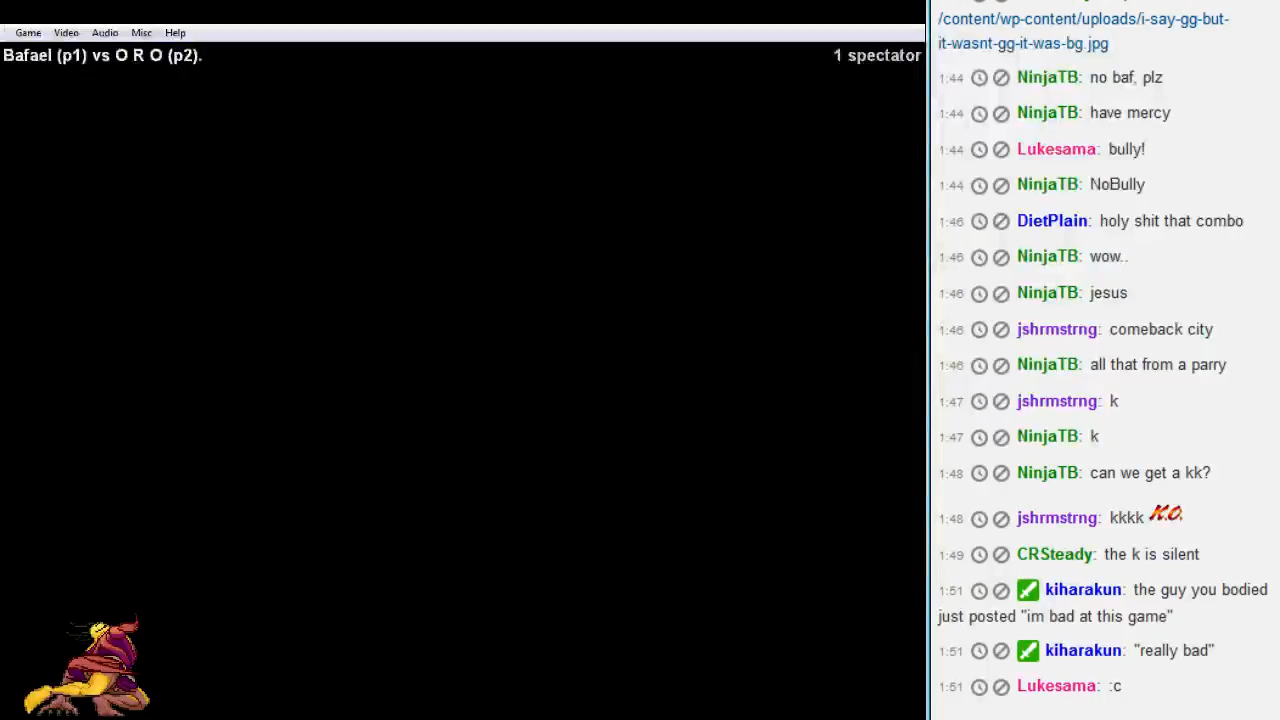 Game Video Audio Misc Help
Bafael (p1) vs O R O (p2).
1 spectator
/content/wp-content/uploads/i-say-gg-but-
it-wasnt-gg-it-was-bg.jpg
1:44 NinjaTB: no baf, plz
1:44 NinjaTB: have mercy
1:44 Lukesama: bully!
1:44 NinjaTB: NoBully
1:46 DietPlain: holy shit that combo
1:46 NinjaTB: wow..
1:46 NinjaTB: jesus
1:46 jshrmstrng: comeback city
1:46 NinjaTB: all that from a parry
1:47 jshrmstrng: k
1:47 NinjaTB: k
1:48 NinjaTB: can we get a kk?
1:48 jshrmstrng: kkkk K.O.
1:49 CRSteady: the k is silent
1:51 kiharakun: the guy you bodied
just posted "im bad at this game"
1:51 kiharakun: "really bad"
1:51 Lukesama: :c